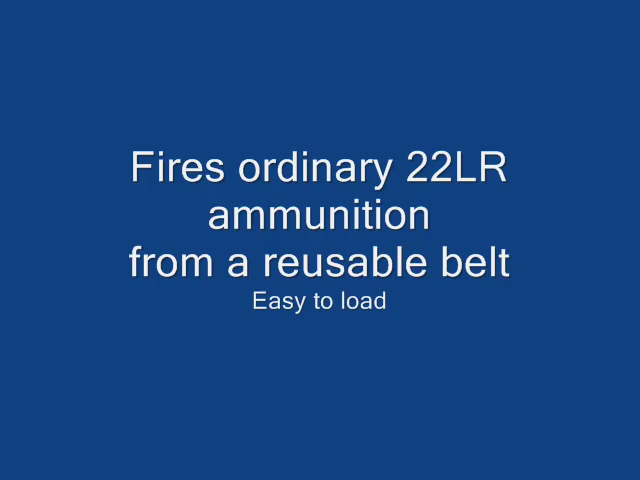 Fires ordinary 22LR
ammunition
from a reusable belt
Easy to load